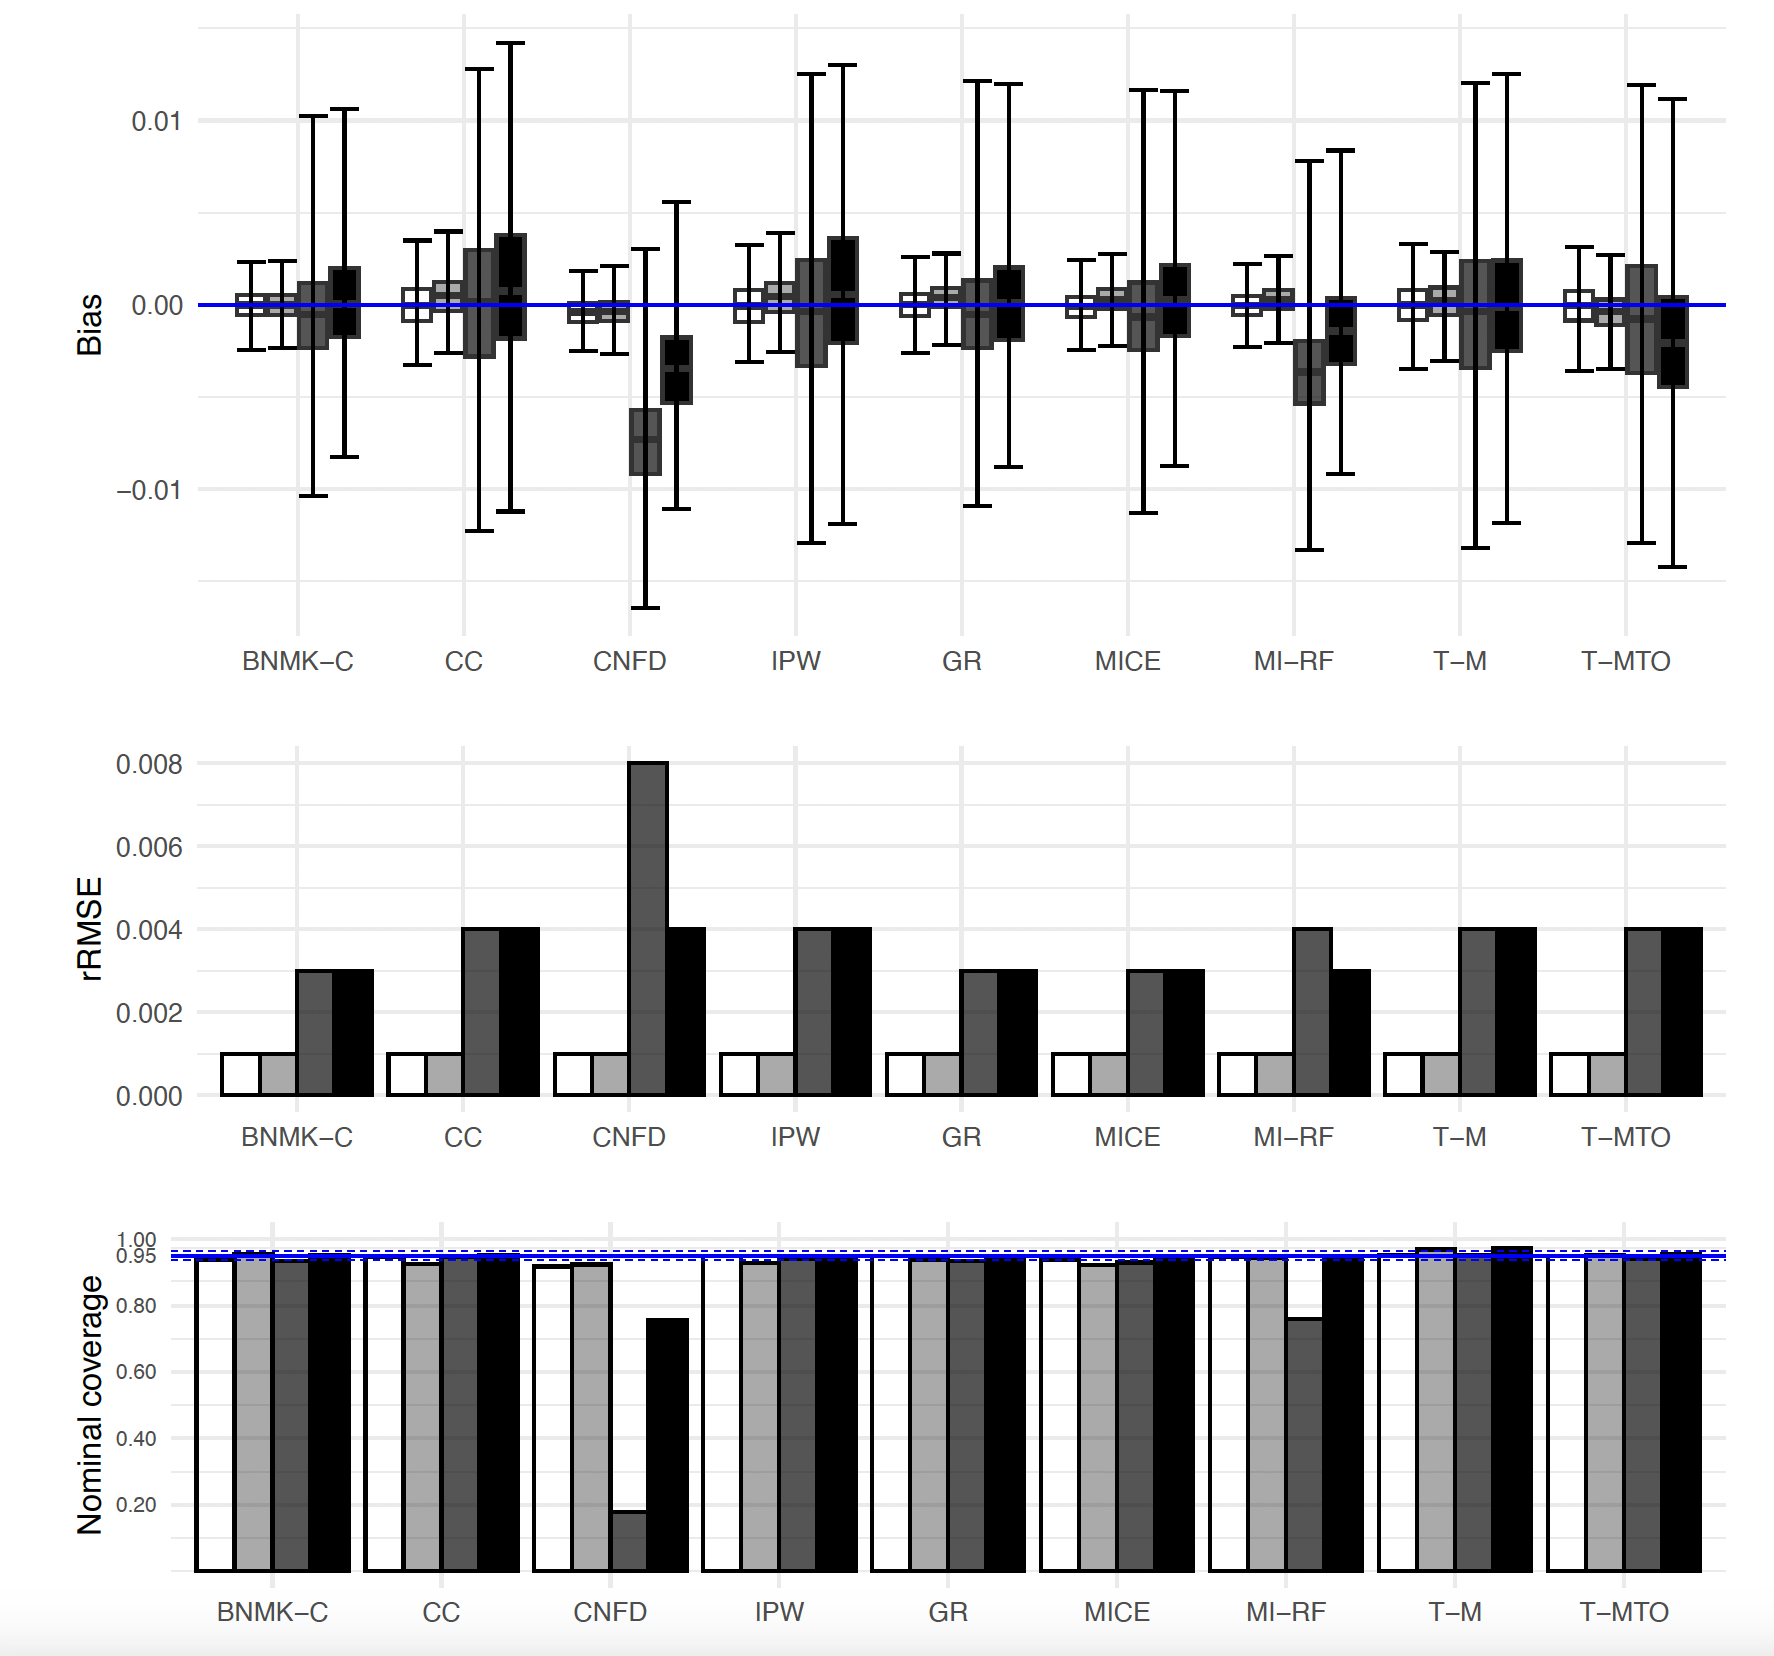 Bias
0.01
0.00
−0.01
BNMK−C CC CNFD IPW GR MICE MI−RF T−M T−MTO
rRMSE
0.008
0.006
0.004
0.002
0.000
BNMK−C CC CNFD IPW GR MICE MI−RF T−M T−MTO
Nominal coverage
1.00
0.95
0.80
0.60
0.40
0.20
BNMK−C CC CNFD IPW GR MICE MI−RF T−M T−MTO